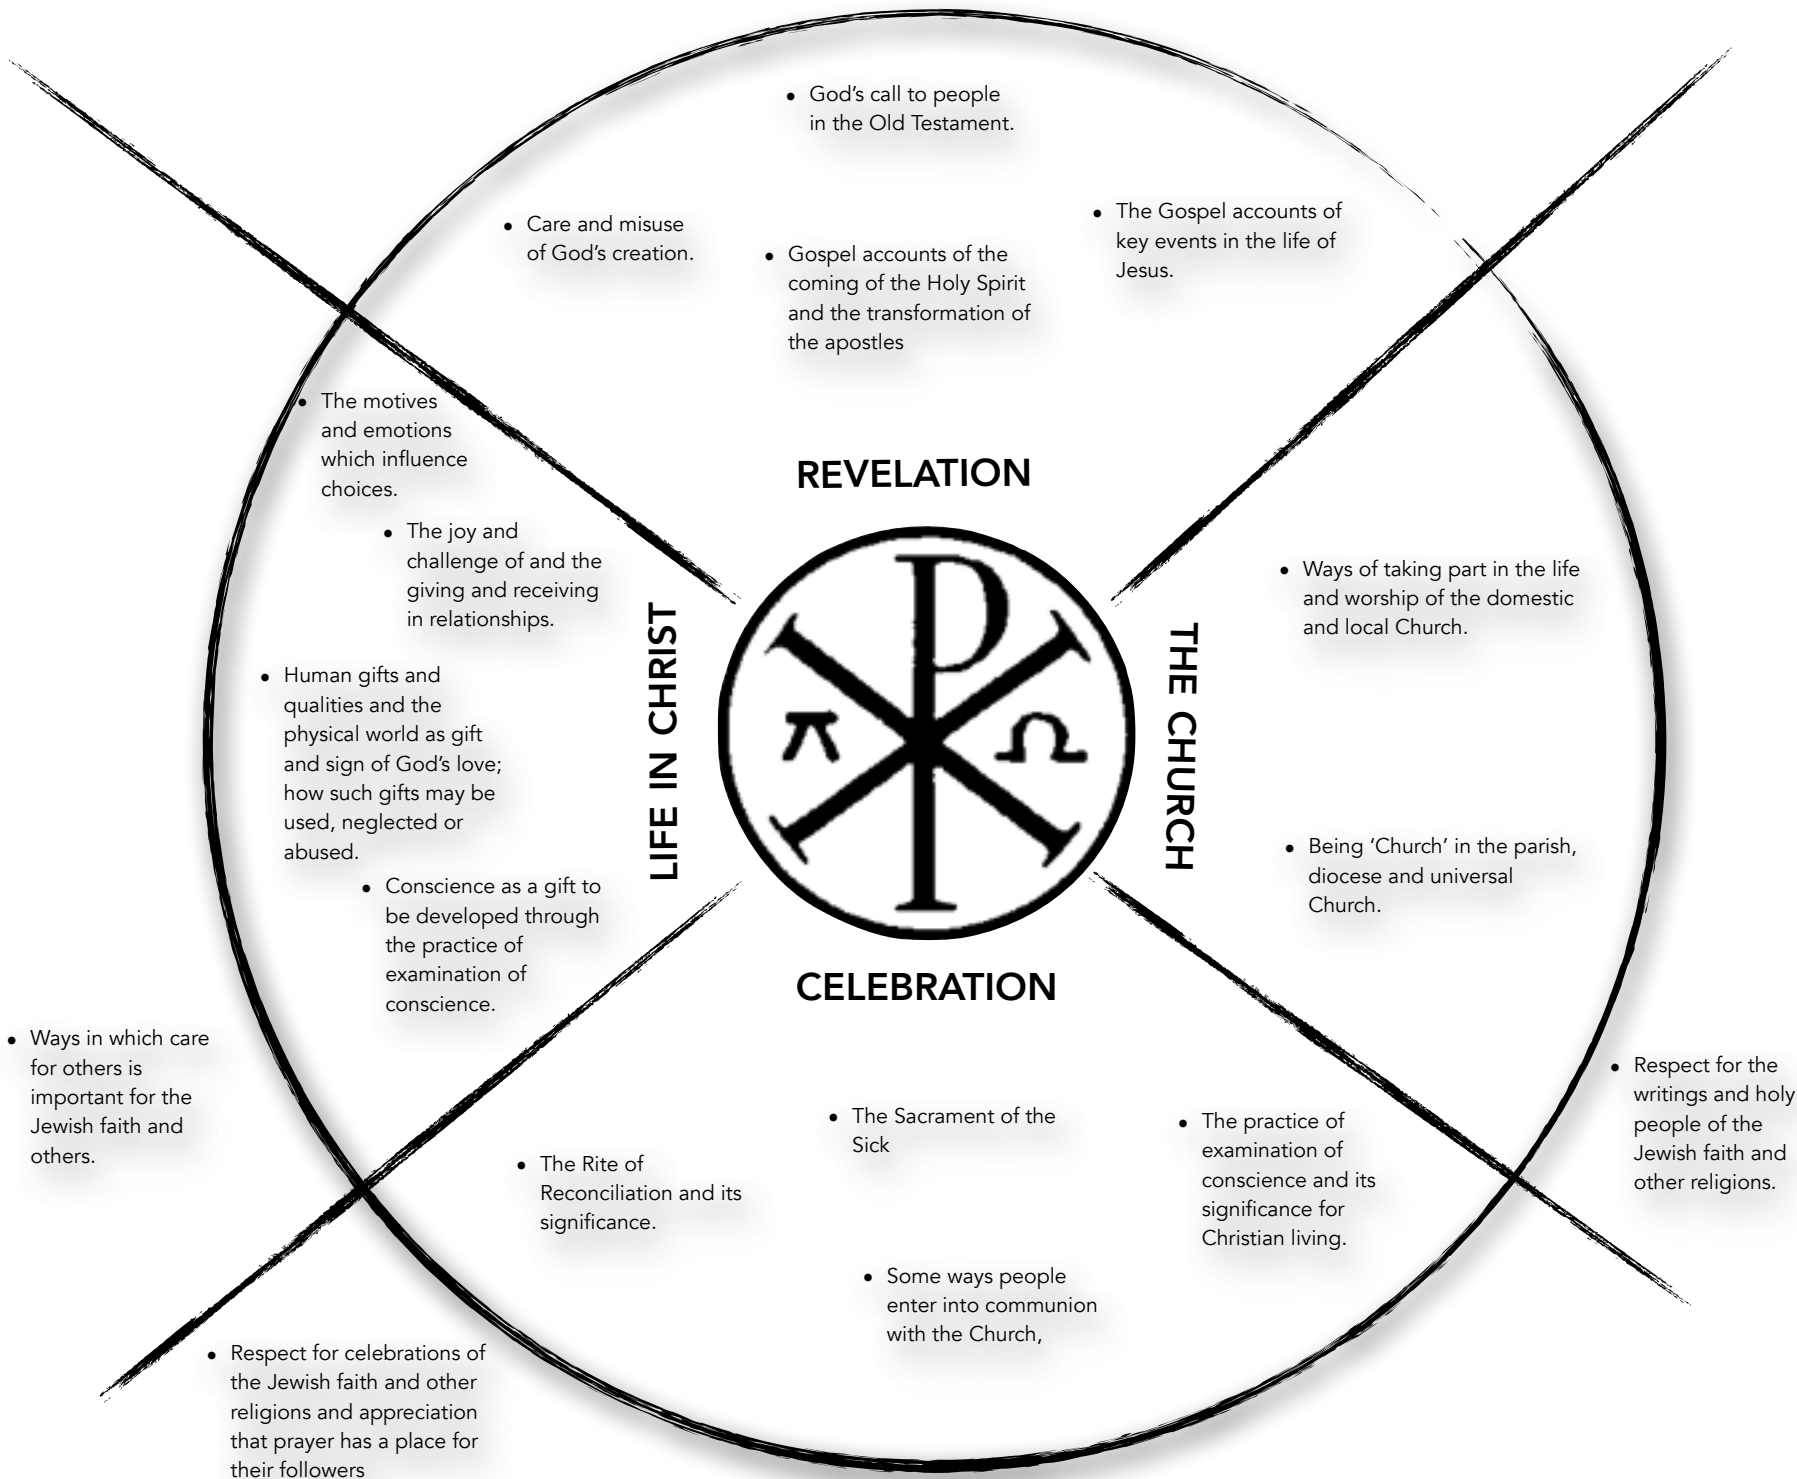 • God's call to people
in the Old Testament.
• Care and misuse
of God's creation.
• Gospel accounts of the
coming of the Holy Spirit
and the transformation of
the apostles
• The Gospel accounts of
key events in the life of
Jesus.
REVELATION
• The motives
and emotions
which influence
choices.
• The joy and
challenge of and the
giving and receiving
in relationships.
• Human gifts and
qualities and the
physical world as gift
and sign of God's love;
how such gifts may be
used, neglected or
abused.
• Conscience as a gift to
be developed through
the practice of
examination of
conscience.
LIFE IN CHRIST
Ω
THE CHURCH
• Ways of taking part in the life
and worship of the domestic
and local Church.
• Being 'Church' in the parish,
diocese and universal
Church.
CELEBRATION
• The Rite of
Reconciliation and its
significance.
• The Sacrament of the
Sick
• Some ways people
enter into communion
with the Church,
• The practice of
examination of
conscience and its
significance for
Christian living.
• Ways in which care
for others is
important for the
Jewish faith and
others.
• Respect for celebrations of
the Jewish faith and other
religions and appreciation
that prayer has a place for
their followers
• Respect for the
writings and holy
people of the
Jewish faith and
other religions.